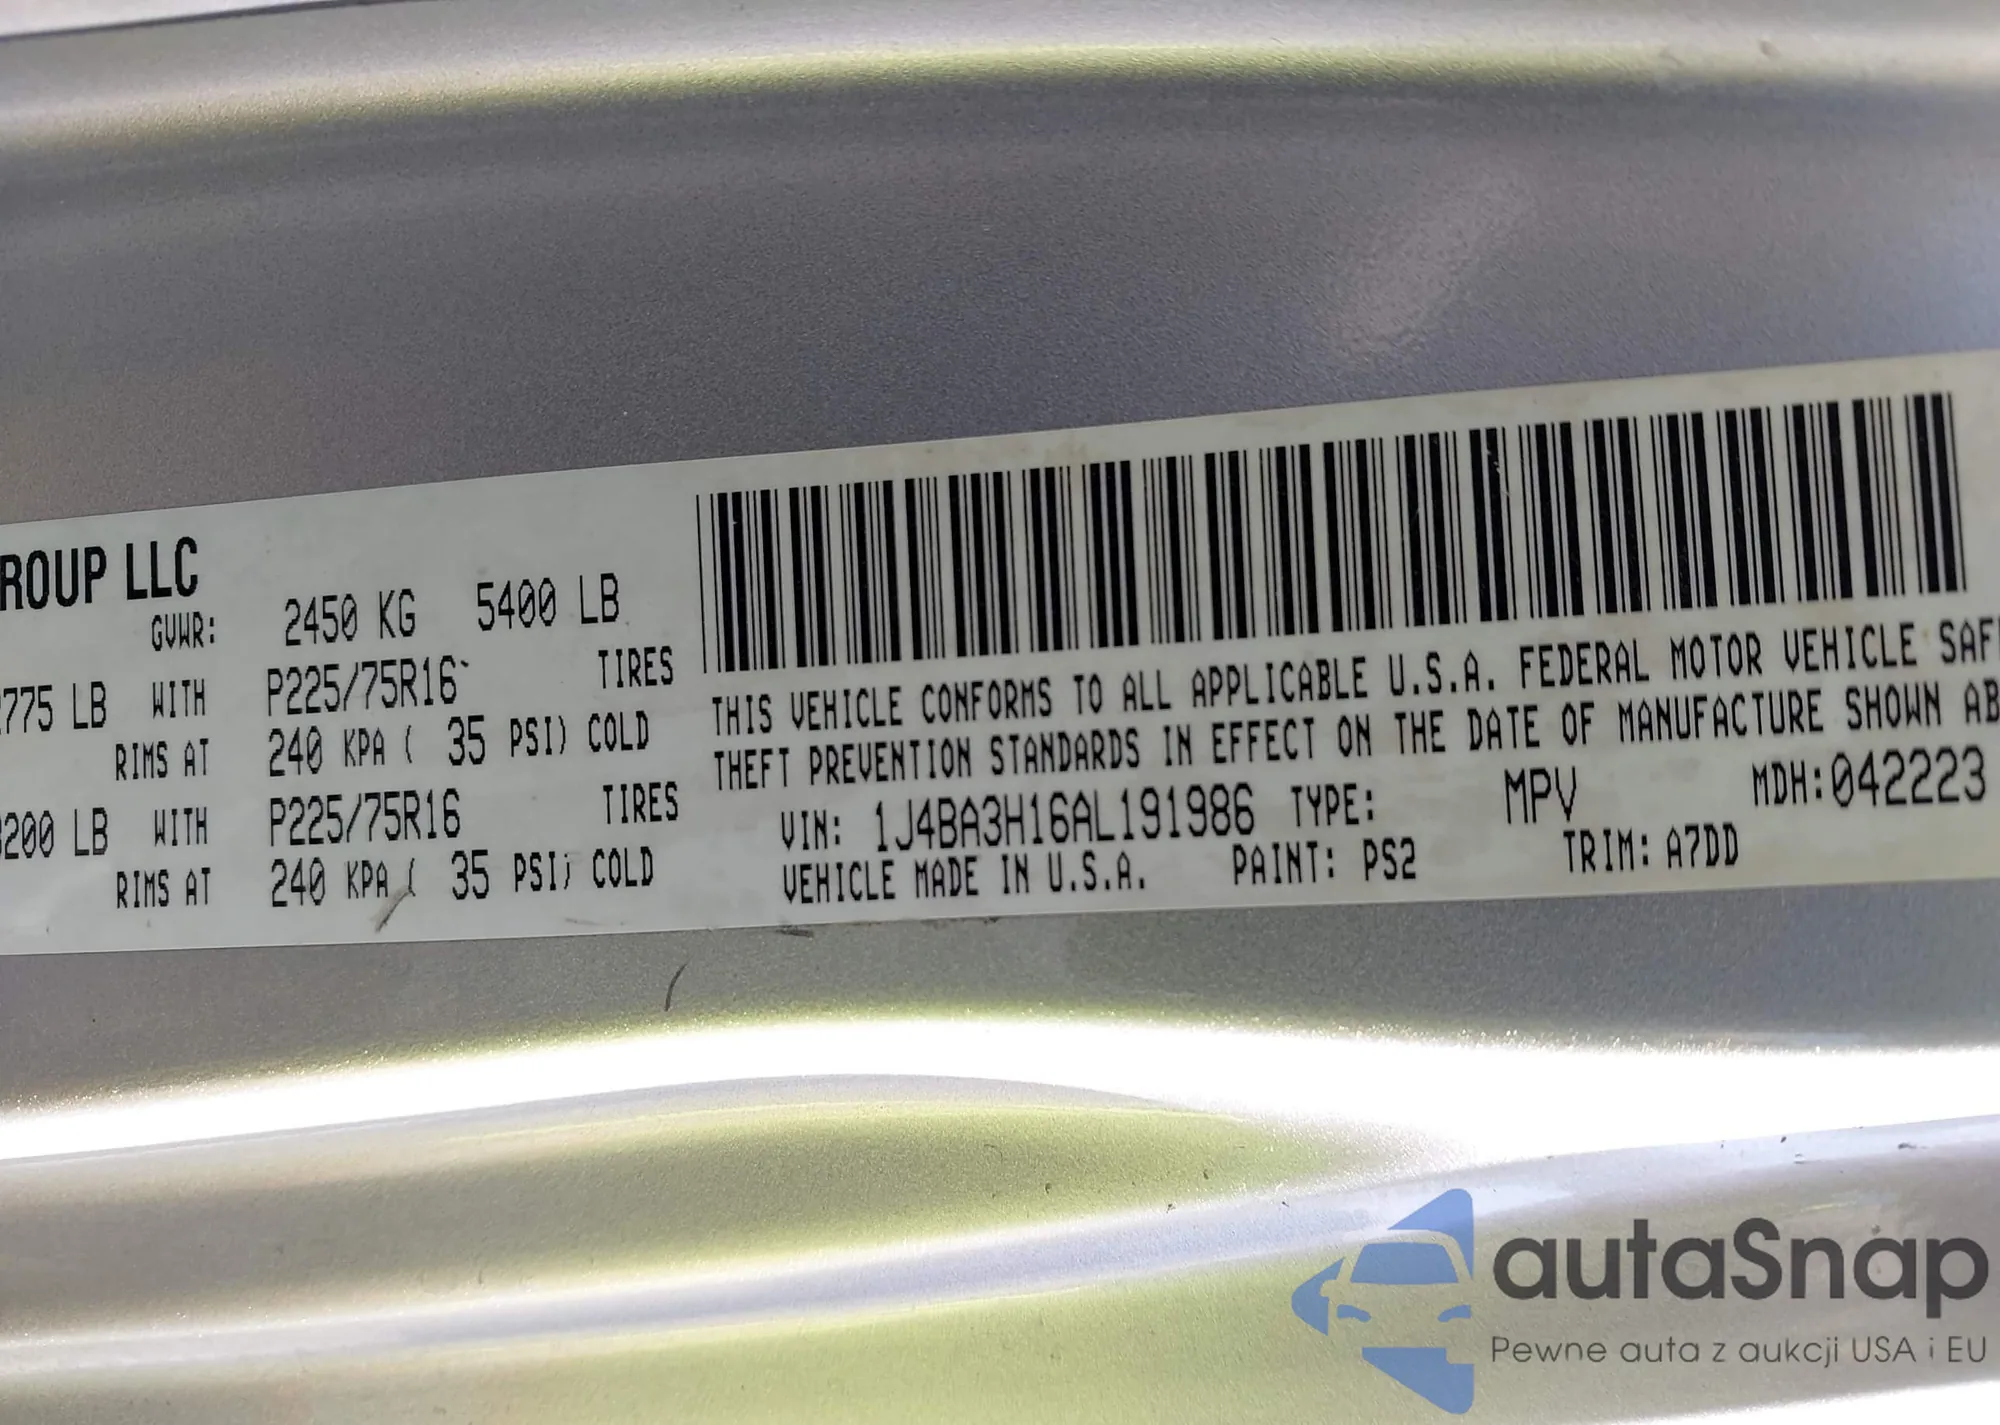 ROUP LLC
GVWR: 2450 KG 5400 LB
775 LB WITH P225/75R16 TIRES
RIMS AT 240 KPA ( 35 PSI) COLD
200 LB WITH P225/75R16 TIRES
RIMS AT 240 KPA ( 35 PSI) COLD
THIS VEHICLE CONFORMS TO ALL APPLICABLE U.S.A. FEDERAL MOTOR VEHICLE SAF
THEFT PREVENTION STANDARDS IN EFFECT ON THE DATE OF MANUFACTURE SHOWN AB
VIN: 1J4BA3H16AL191986 TYPE: MPV MDH:042223
VEHICLE MADE IN U.S.A. PAINT: PS2 TRIM: A7DD
autaSnap
Pewne auta z aukcji USA i EU